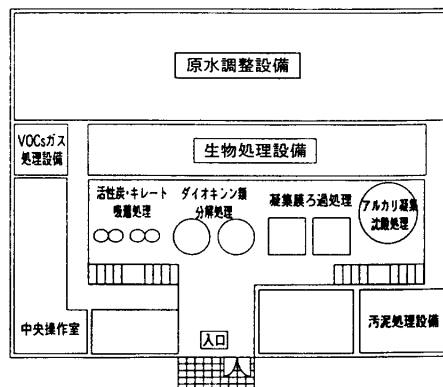 原水調整設備
VOCsガス
処理設備
生物処理設備
活性炭・キレート
吸着処理
ダイオキシン類
分解処理
凝集膜ろ過処理
アルカリ凝集
沈殿処理
中央操作室
入口
汚泥処理設備